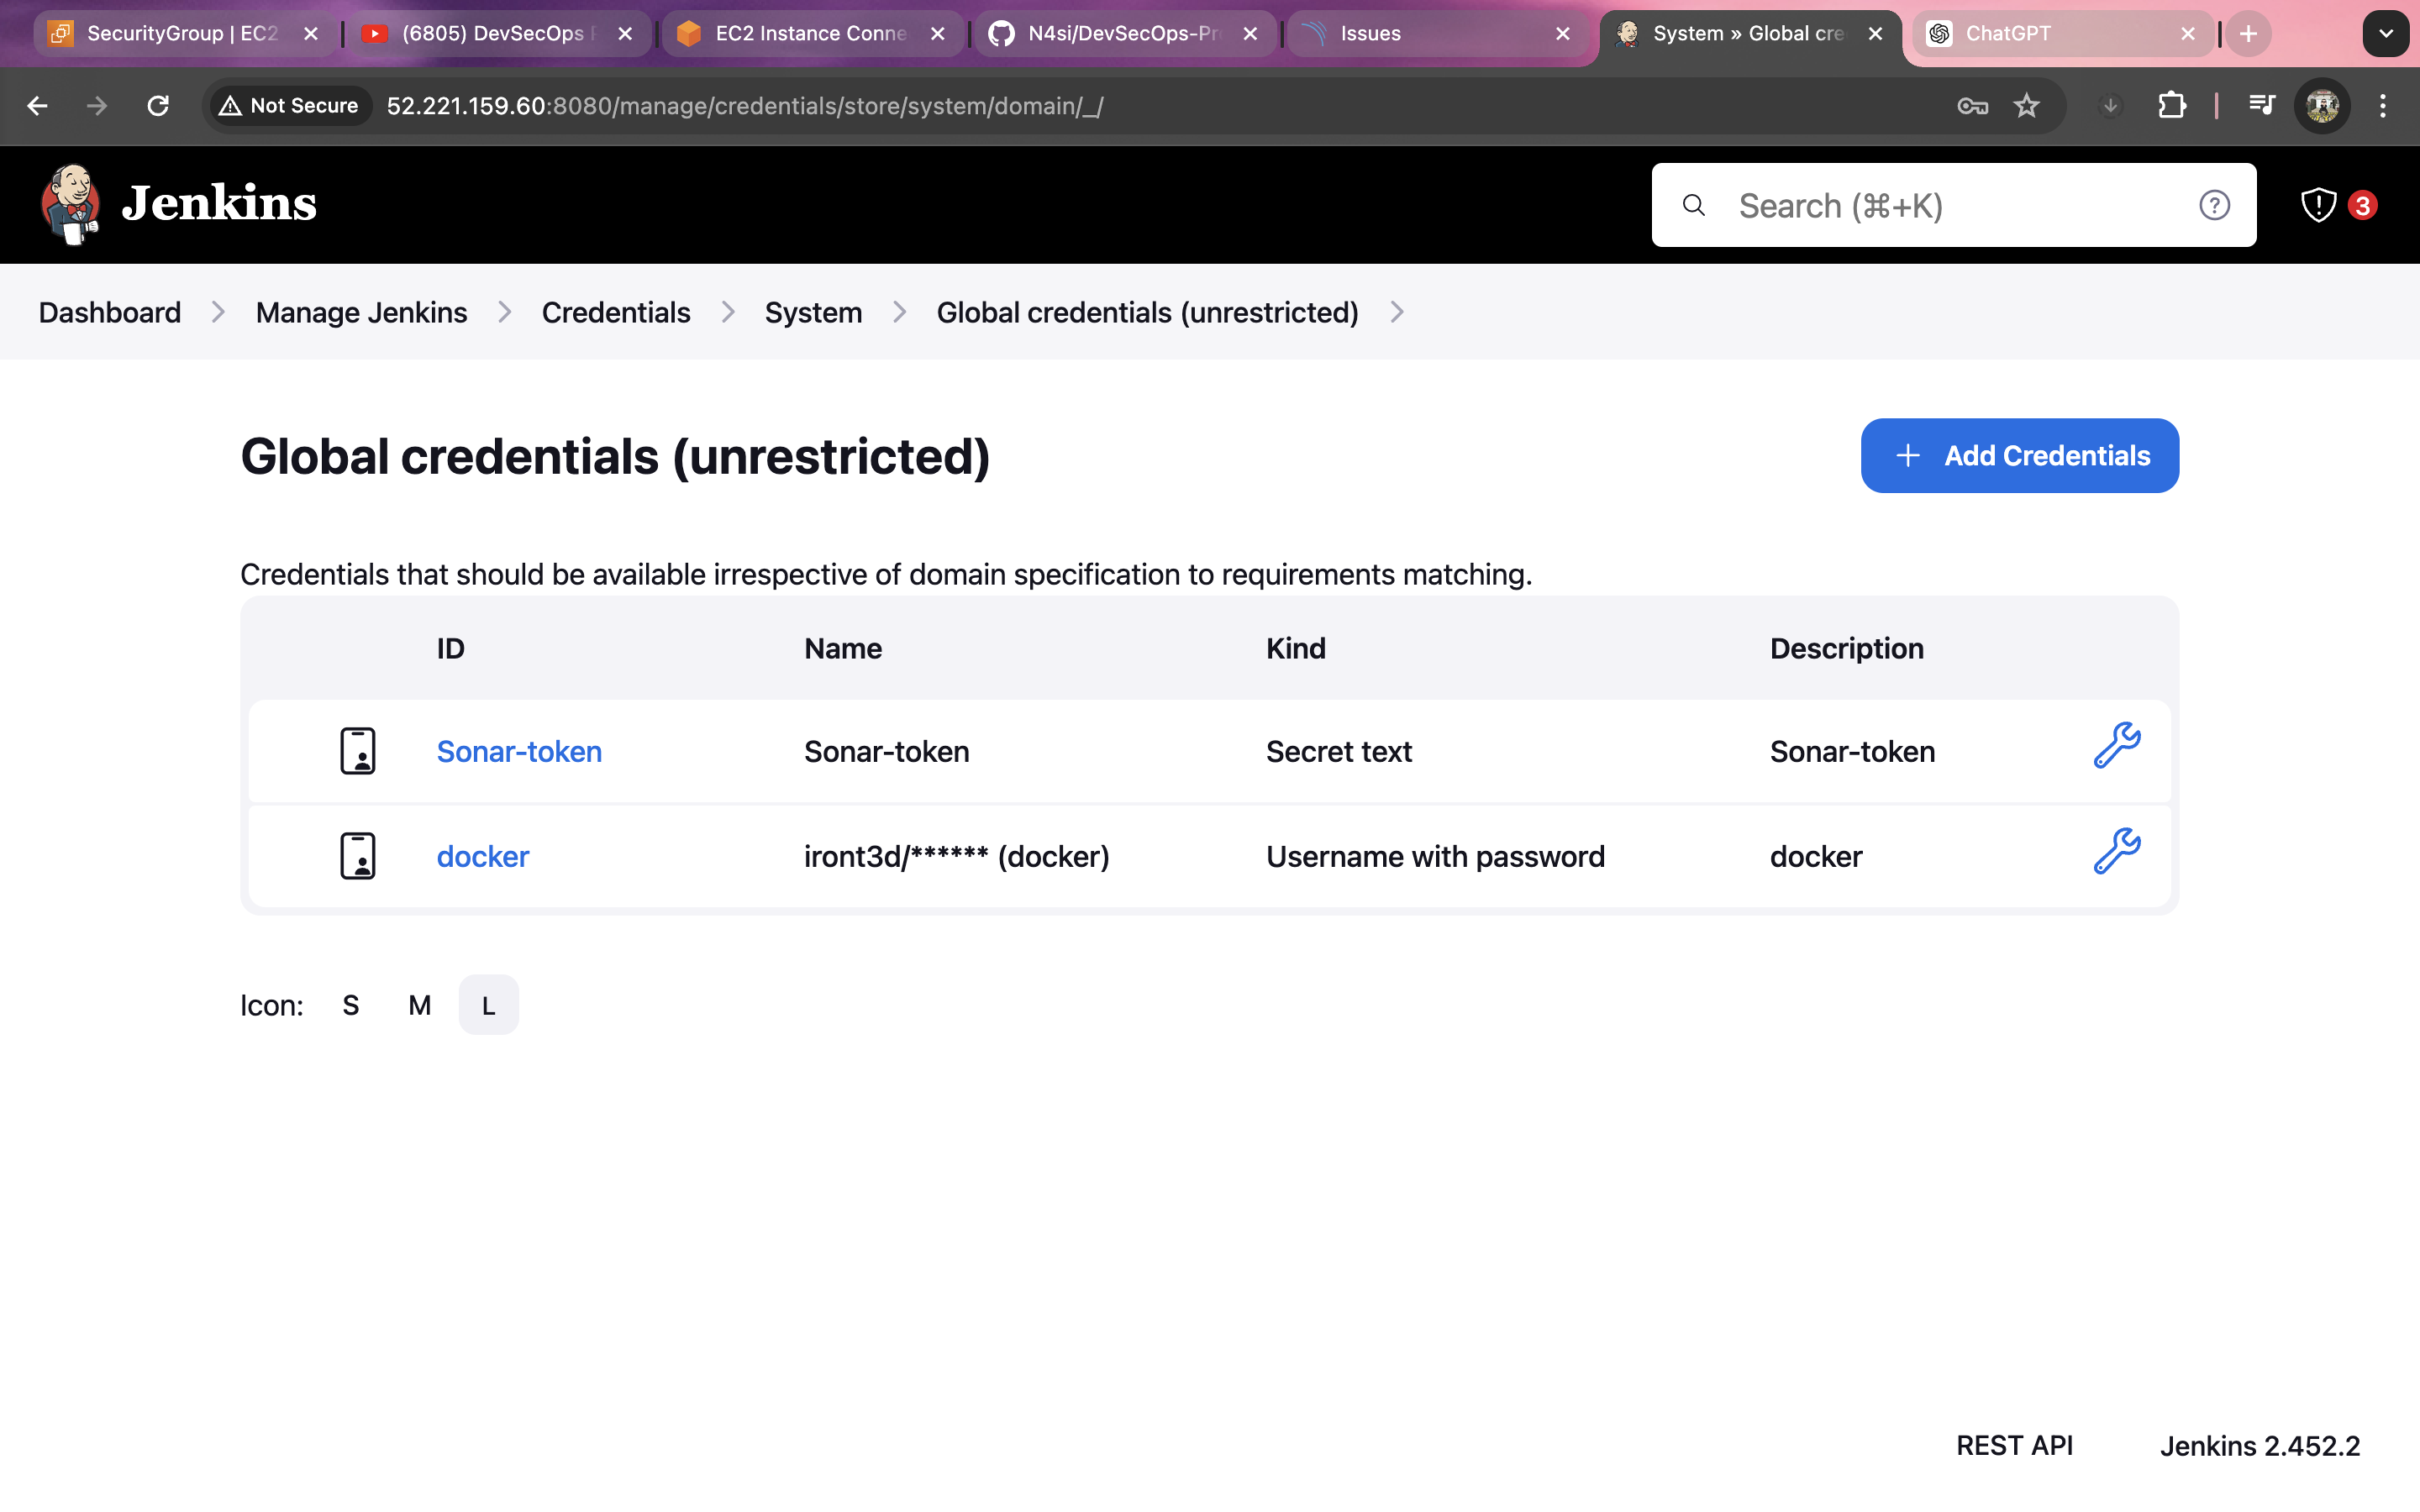 SecurityGroup | EC2
(6805) DevSecOps
EC2 Instance Conne
N4si/DevSecOps-Pr
Issues
System » Global cre
ChatGPT
Not Secure
52.221.159.60:8080/manage/credentials/store/system/domain/_/
Jenkins
Search (⌘+K)
3
Dashboard
Manage Jenkins
Credentials
System
Global credentials (unrestricted)
Global credentials (unrestricted)
+ Add Credentials
Credentials that should be available irrespective of domain specification to requirements matching.
ID Name Kind Description
Sonar-token Sonar-token Secret text Sonar-token
docker iront3d/****** (docker) Username with password docker
Icon: S M L
REST API Jenkins 2.452.2